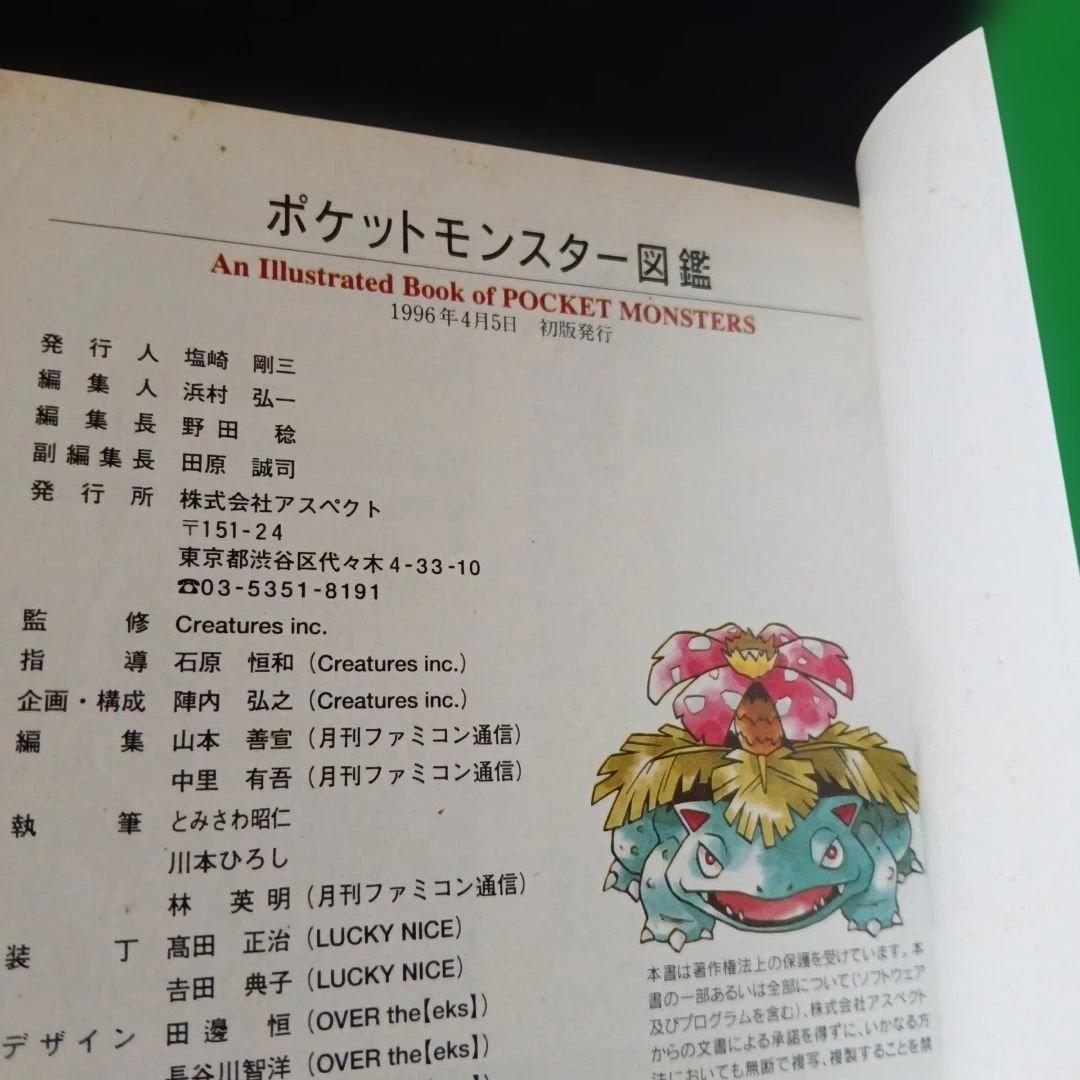 ポケットモンスター図鑑
An Illustrated Book of POCKET MONSTERS
1996年4月5日 初版発行
発行人 塩崎 剛三
編集人 浜村 弘一
編集長 野田 稔
副編集長 田原 誠司
発行所 株式会社アスペクト
〒151-24
東京都渋谷区代々木4-33-10
☎03-5351-8191
監修 Creatures inc.
指導 石原 恒和(Creatures inc.)
企画・構成 陣内 弘之(Creatures inc.)
編集 山本 善宣(月刊ファミコン通信)
中里 有吾(月刊ファミコン通信)
執筆 とみさわ昭仁
川本ひろし
林 英明(月刊ファミコン通信)
装丁 髙田 正治(LUCKY NICE)
吉田 典子(LUCKY NICE)
デザイン 田邊 恒(OVER the【eks】)
長谷川智洋(OVER the【eks】)
本書は著作権法上の保護を受けています。本
書の一部あるいは全部について(ソフトウェア
及びプログラムを含む)、株式会社アスペクト
からの文書による承諾を得ずに、いかなる方
法においても無断で複写、複製することを禁